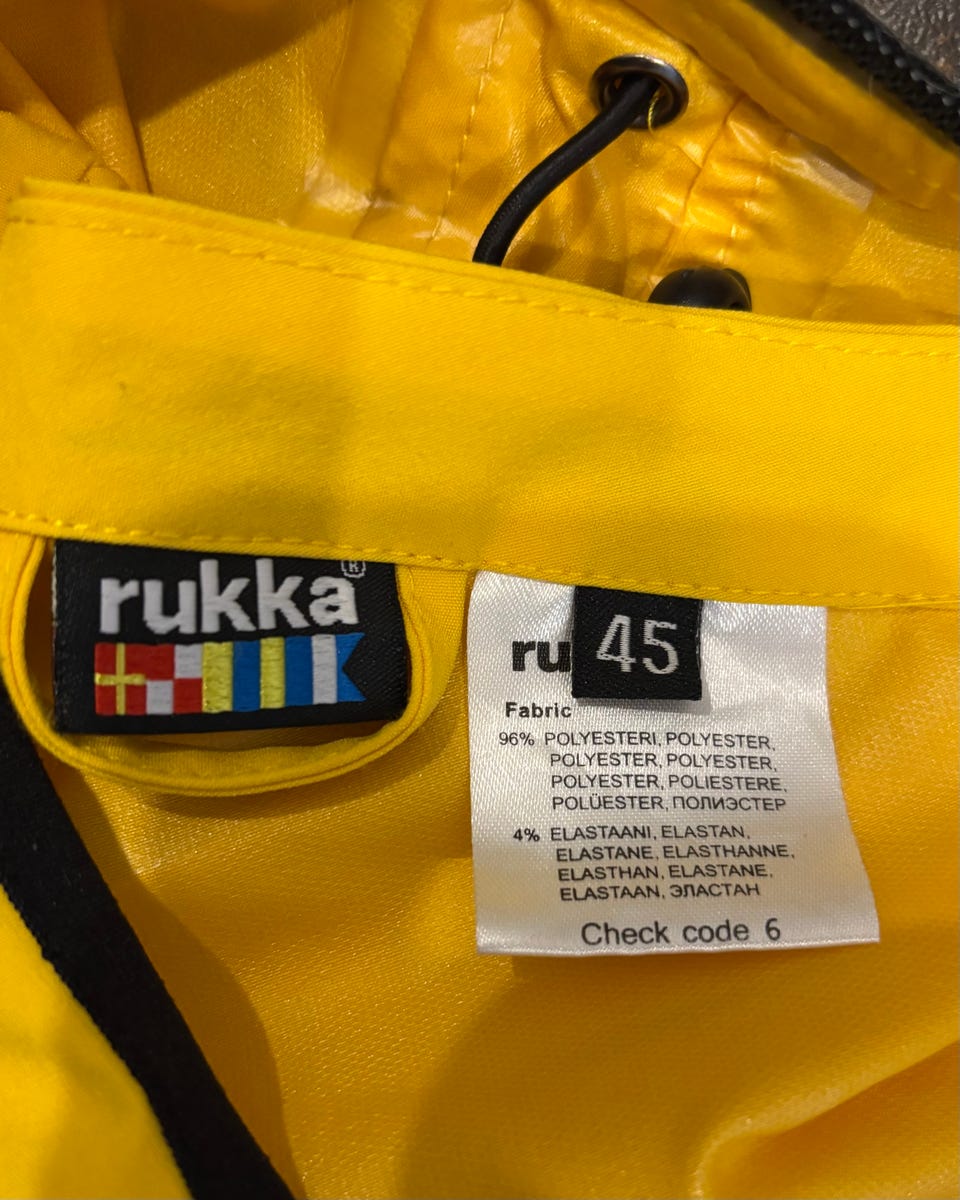 rukka®
45
ru
Fabric
96% POLYESTERI, POLYESTER,
POLYESTER, POLYESTER,
POLYESTER, POLIESTERE,
POLÜESTER, ПОЛИЭСТЕР
4% ELASTAANI, ELASTAN,
ELASTANE, ELASTHANNE,
ELASTHAN, ELASTANE,
ELASTAAN, ЭЛАСТАН
Check code 6